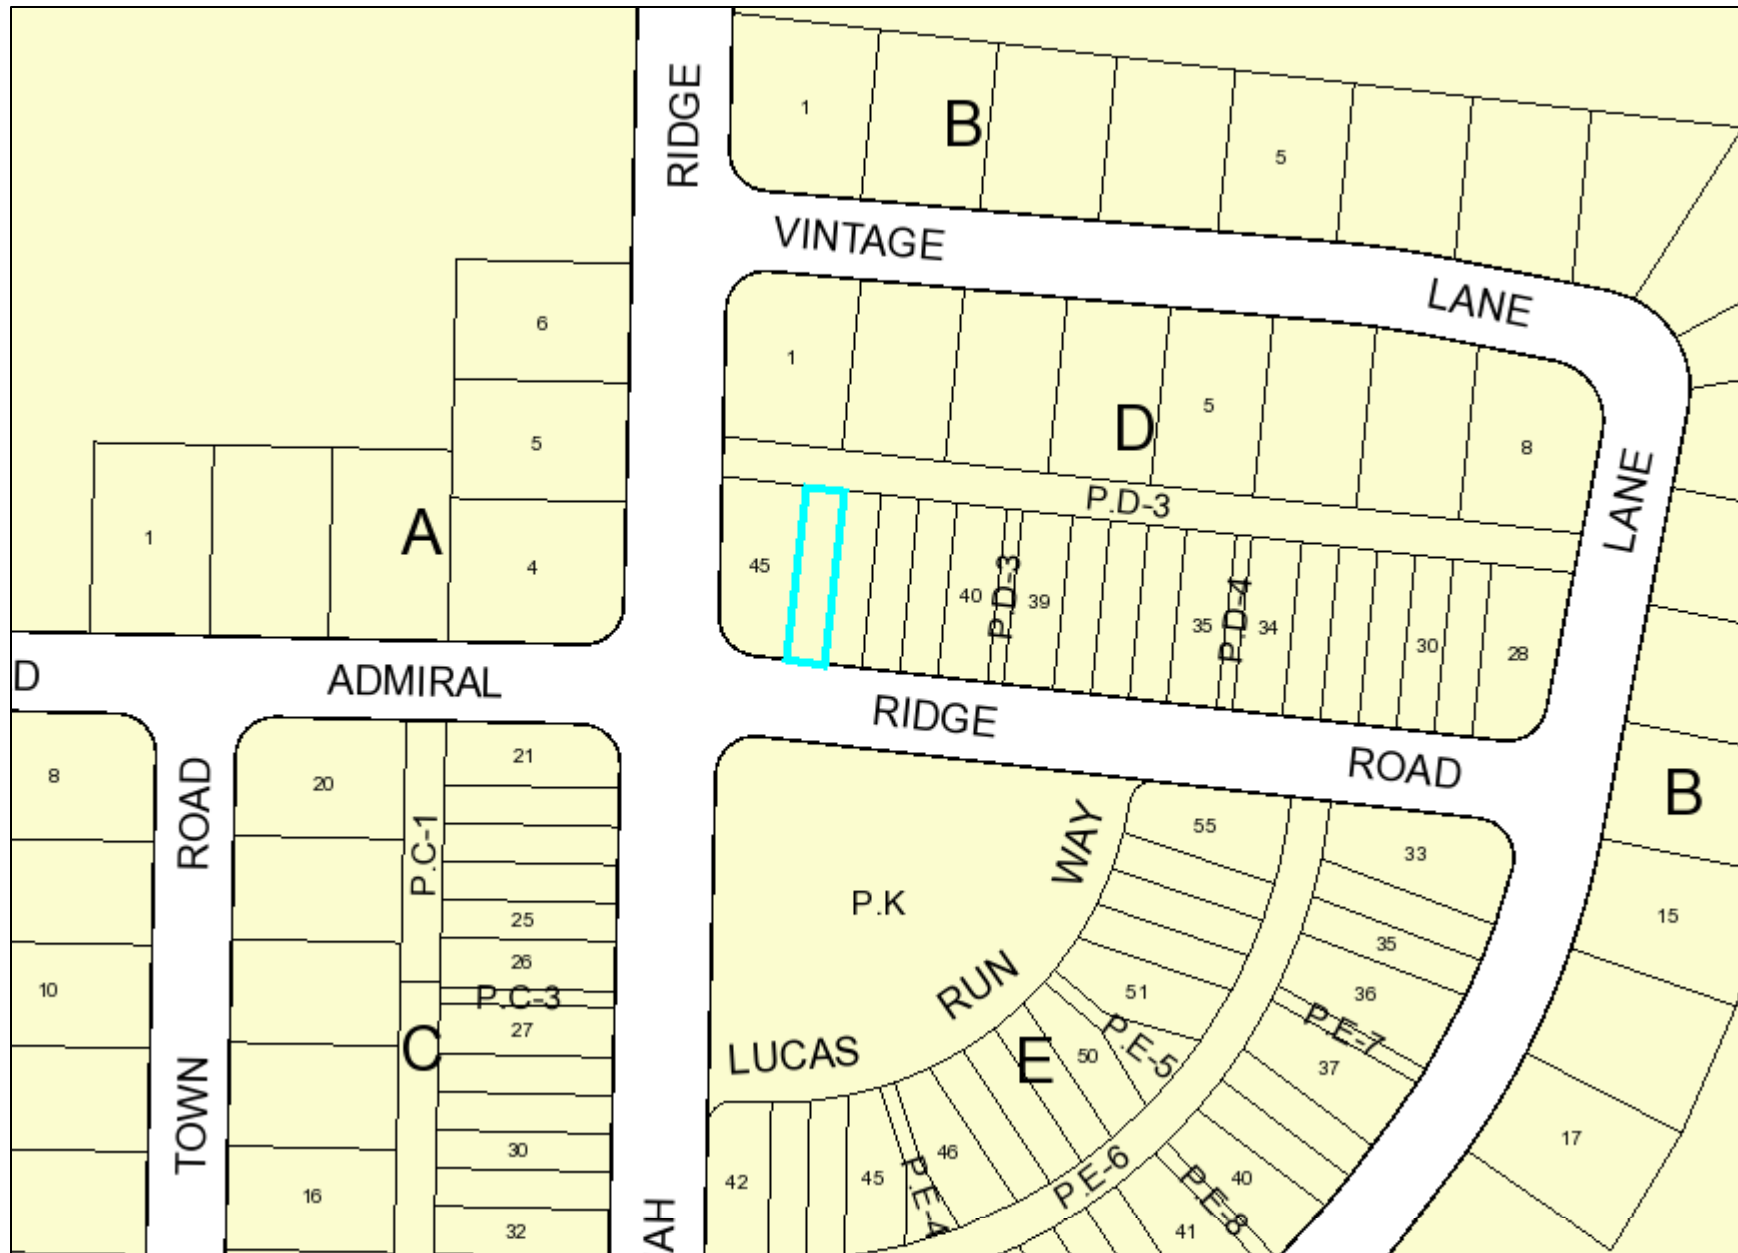 RIDGE
1
B
5
VINTAGE
LANE
6
5
4
1
A
1
D
5
8
LANE
P.D-3
45
40
P.D-3
39
35
P.D-4
34
30
28
D
ADMIRAL
RIDGE
ROAD
8
10
ROAD
TOWN
20
16
P.C-1
C
21
25
26
P.C-3
27
30
32
AH
P.K
WAY
RUN
LUCAS
55
51
P.E-5
50
E
46
45
P.E-4
42
P.E-6
33
35
36
P.E-7
37
40
P.E-8
41
B
15
17